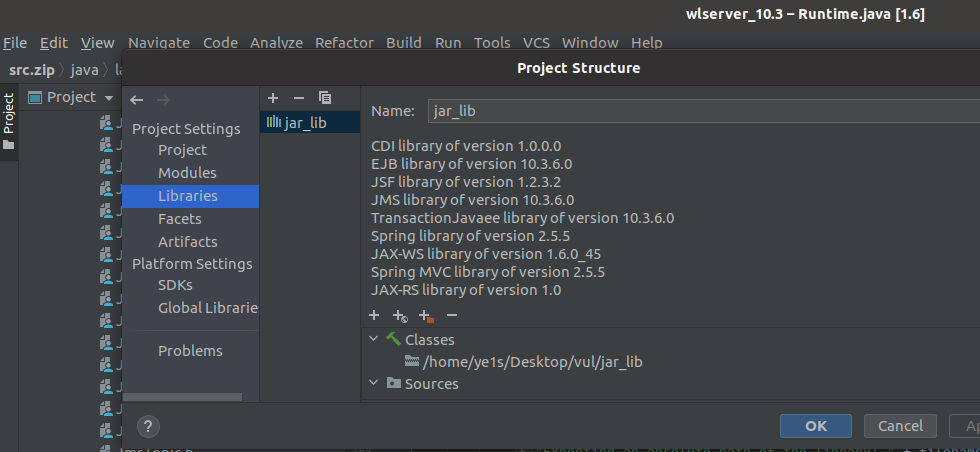 wlserver_10.3 – Runtime.java [1.6]
File Edit View Navigate Code Analyze Refactor Build Run Tools VCS Window Help
src.zip java
Project Structure
Project
Project
Name: jar_lib
jar_lib
Project Settings
Project
Modules
Libraries
Facets
Artifacts
Platform Settings
SDKs
Global Librarie
Problems
CDI library of version 1.0.0.0
EJB library of version 10.3.6.0
JSF library of version 1.2.3.2
JMS library of version 10.3.6.0
TransactionJavaee library of version 10.3.6.0
Spring library of version 2.5.5
JAX-WS library of version 1.6.0_45
Spring MVC library of version 2.5.5
JAX-RS library of version 1.0
Classes
/home/ye1s/Desktop/vul/jar_lib
Sources
?
OK
Cancel